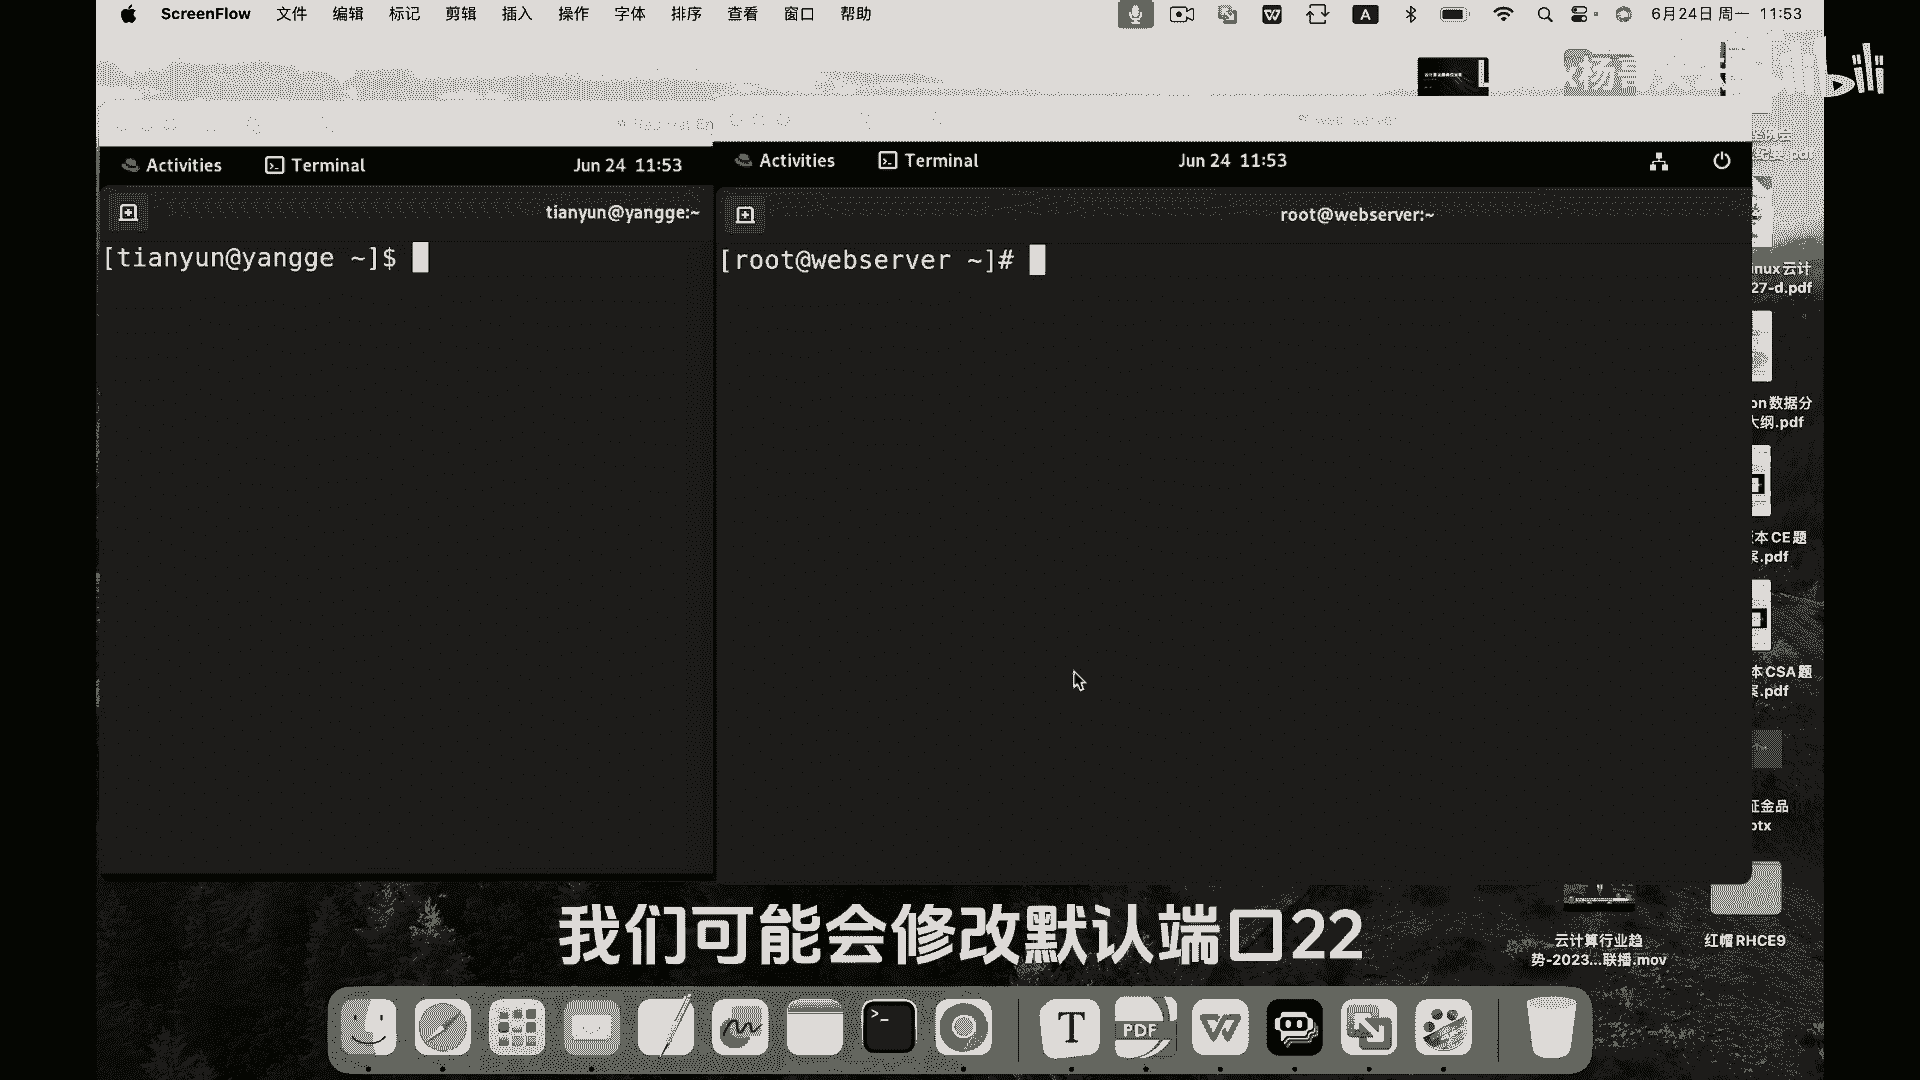 ScreenFlow 文件 编辑 标记 剪辑 插入 操作 字体 排序 查看 窗口 帮助
A 6月24日 周一 11:53
杨
bili
Activities Terminal Jun 24 11:53
Activities Terminal Jun 24 11:53
tianyun@yangge:~
root@webserver:~
[tianyun@yangge ~]$
[root@webserver ~]#
inux云计
27-d.pdf
on数据分
大纲.pdf
本CE题
.pdf
本CSA题
.pdf
证金品
ptx
云计算行业趋
势-2023...联播.mov
红帽RHCE9
我们可能会修改默认端口22
>_
T
PDF